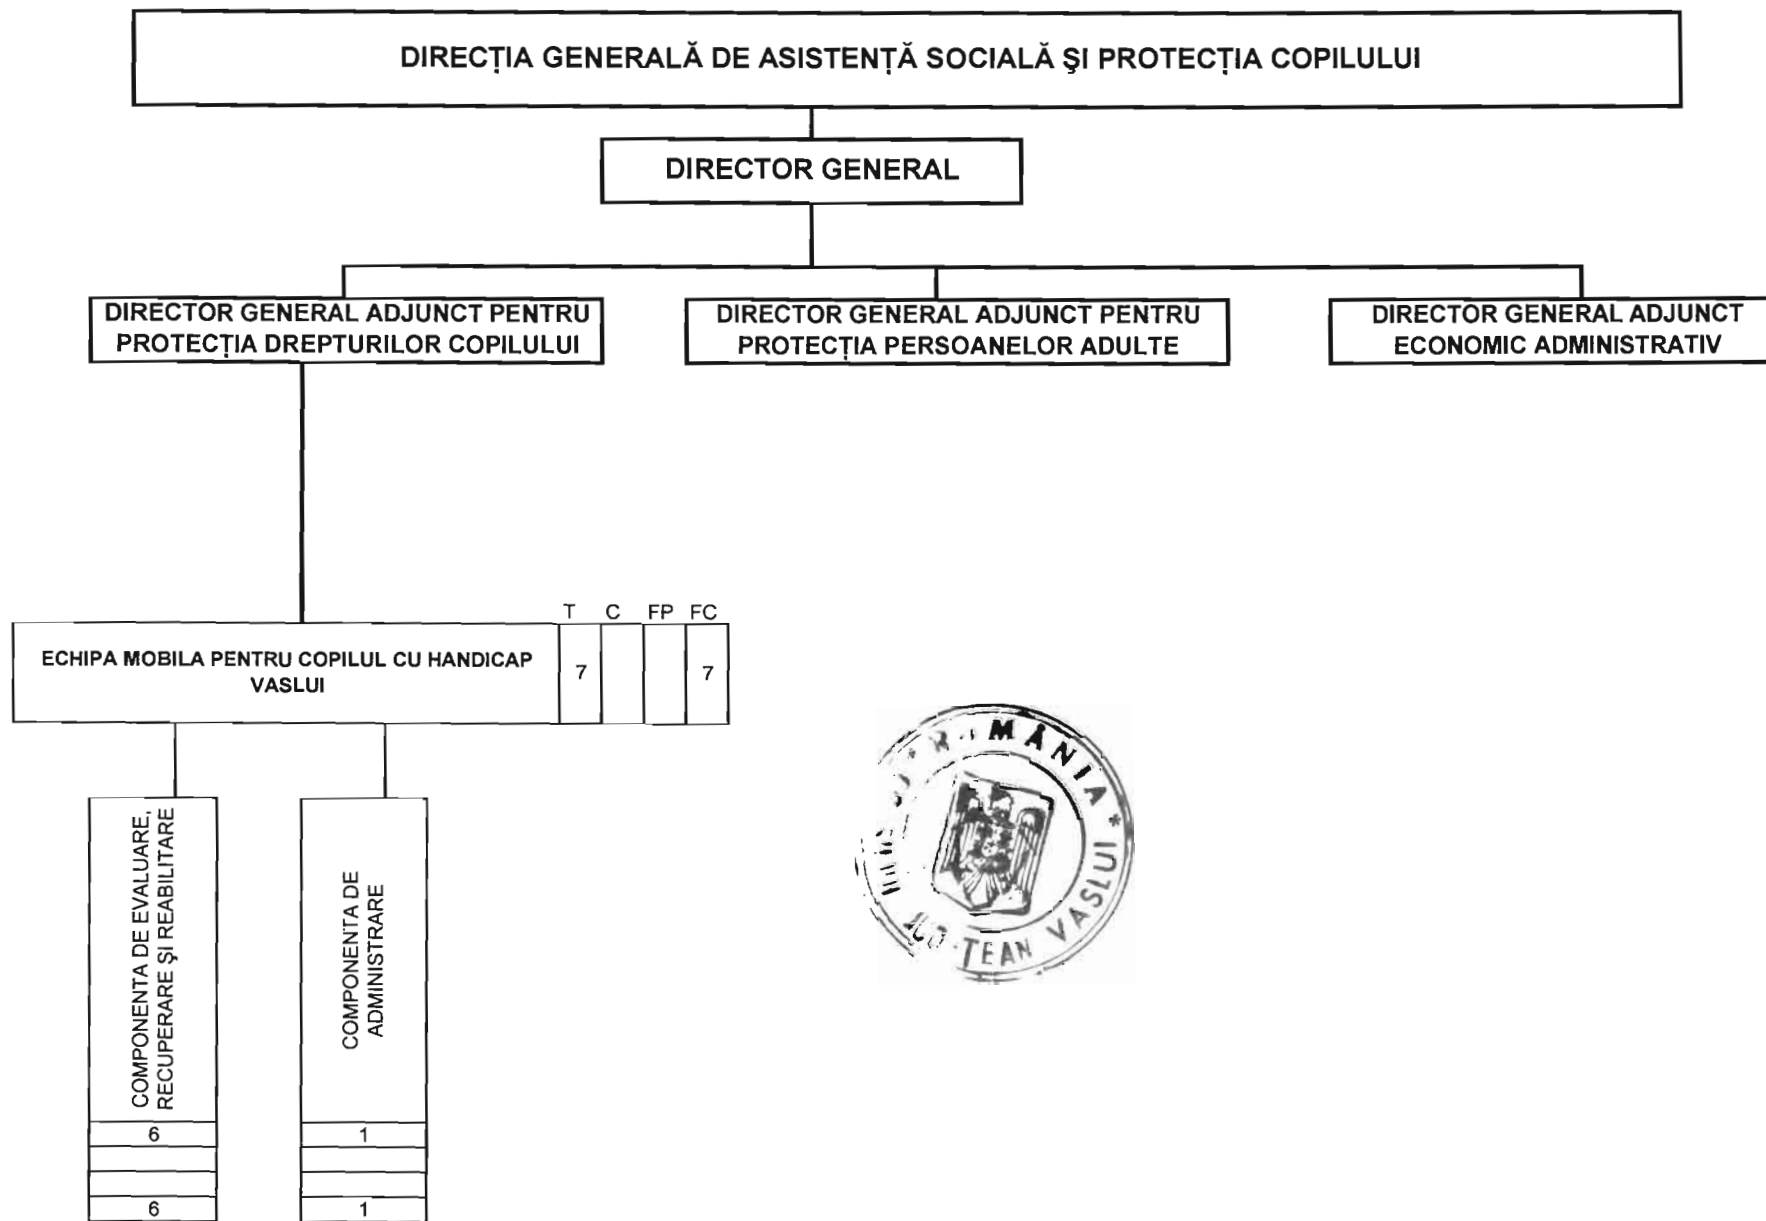 DIRECȚIA GENERALĂ DE ASISTENȚĂ SOCIALĂ ŞI PROTECȚIA COPILULUI
DIRECTOR GENERAL
DIRECTOR GENERAL ADJUNCT PENTRU
PROTECȚIA DREPTURILOR COPILULUI
DIRECTOR GENERAL ADJUNCT PENTRU
PROTECȚIA PERSOANELOR ADULTE
DIRECTOR GENERAL ADJUNCT
ECONOMIC ADMINISTRATIV
T C FP FC
ECHIPA MOBILA PENTRU COPILUL CU HANDICAP
VASLUI
7 7
COMPONENTA DE EVALUARE,
RECUPERARE ŞI REABILITARE
6
6
COMPONENTA DE
ADMINISTRARE
1
1
VASLUI